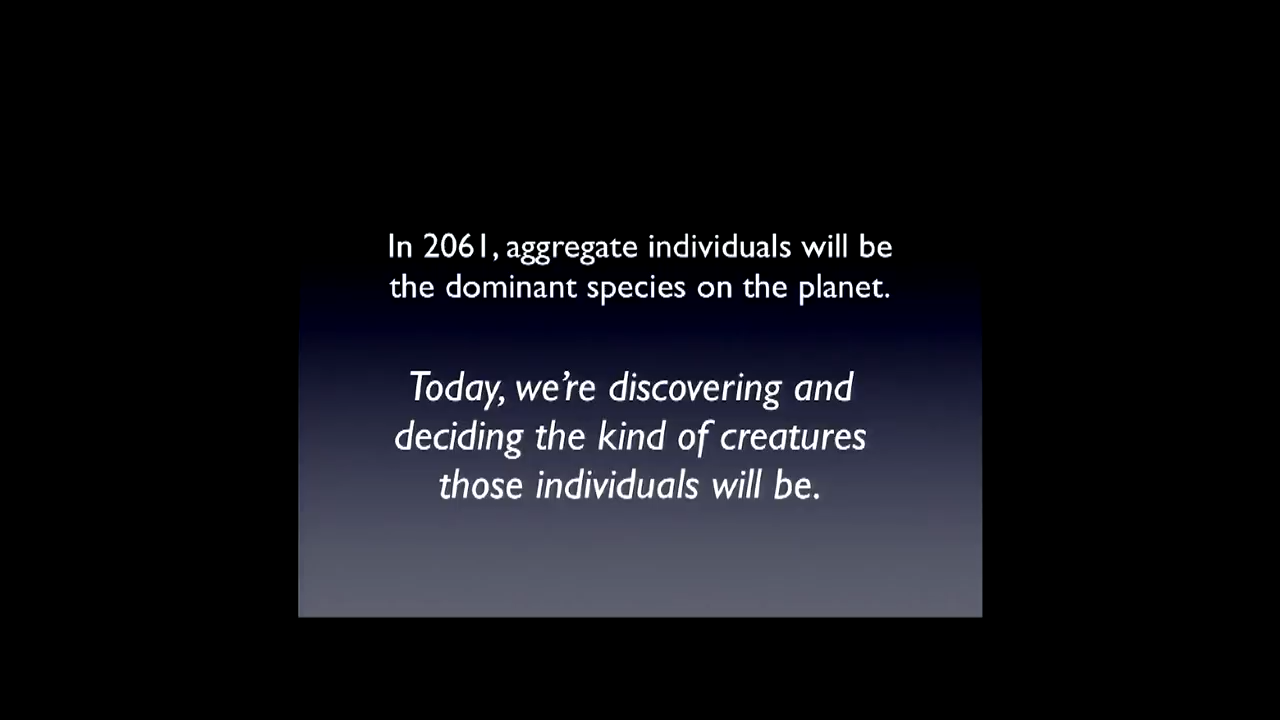 In 2061, aggregate individuals will be
the dominant species on the planet.
Today, we’re discovering and
deciding the kind of creatures
those individuals will be.